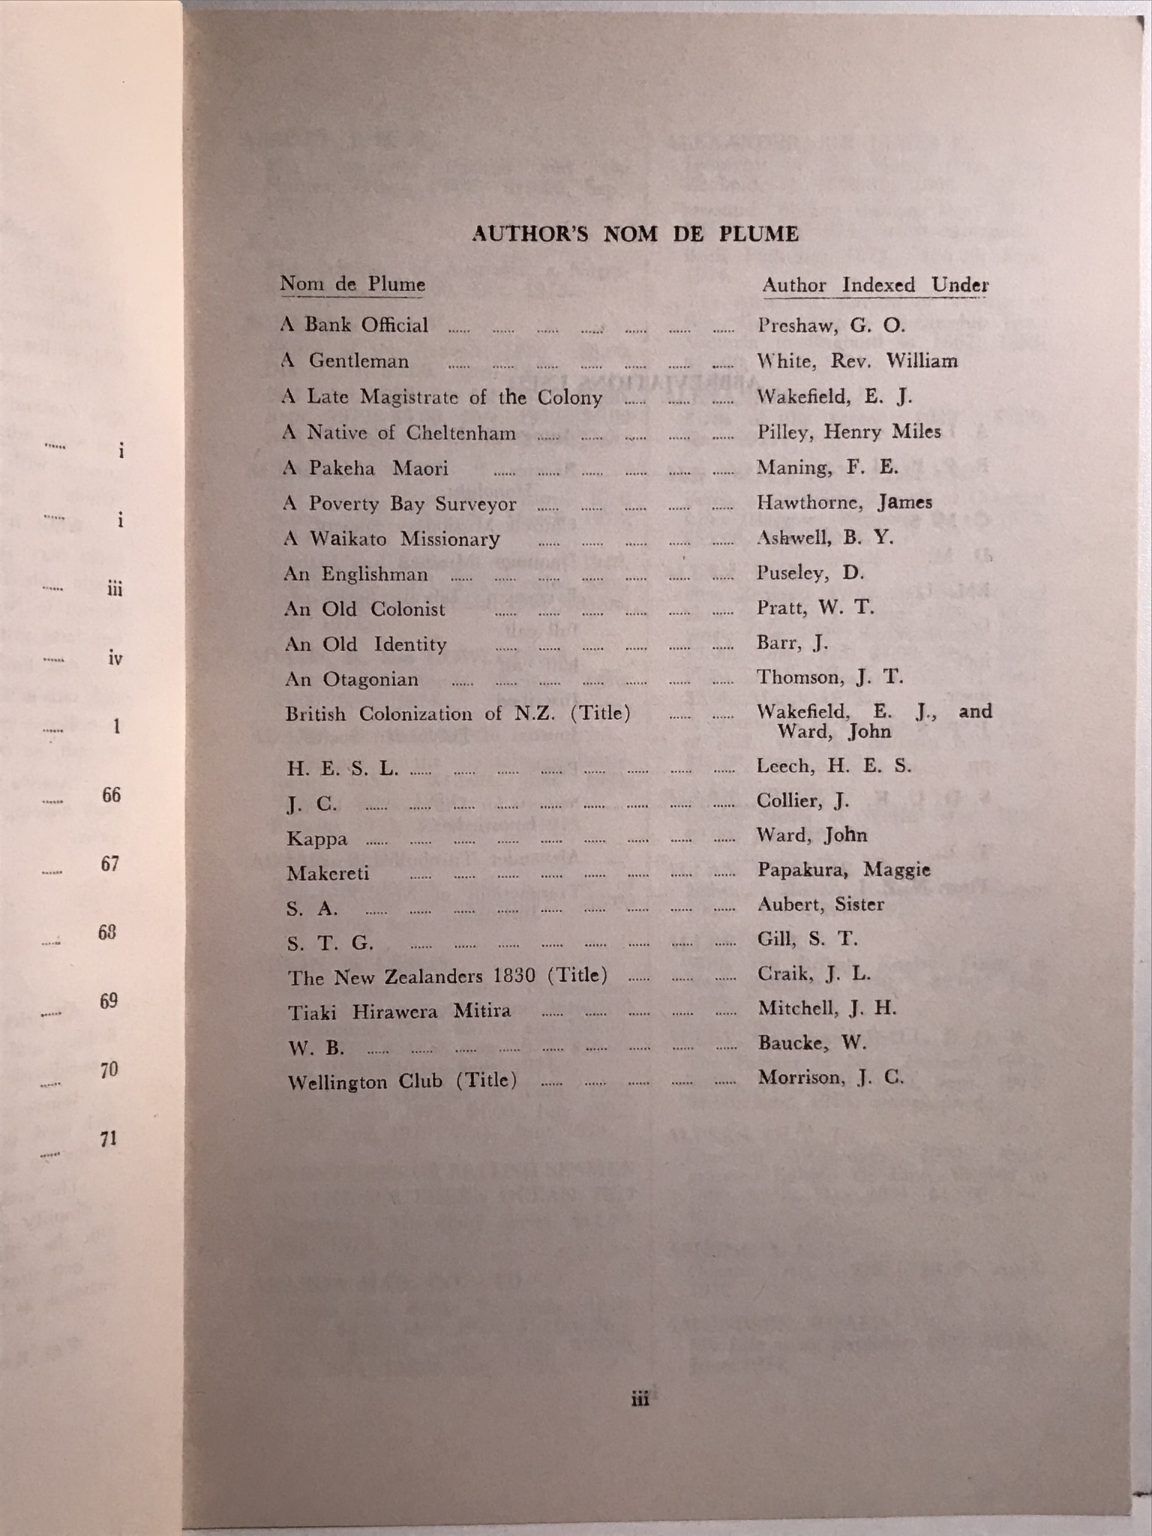 ...... i
...... i
...... iii
...... iv
...... 1
...... 66
...... 67
...... 68
...... 69
...... 70
...... 71
AUTHOR'S NOM DE PLUME
Nom de Plume Author Indexed Under
A Bank Official ...... ...... ...... ...... ...... ...... ...... Preshaw, G. O.
A Gentleman ...... ...... ...... ...... ...... ...... ...... White, Rev. William
A Late Magistrate of the Colony ...... ...... ...... Wakefield, E. J.
A Native of Cheltenham ...... ...... ...... ...... ...... Pilley, Henry Miles
A Pakeha Maori ...... ...... ...... ...... ...... ...... Maning, F. E.
A Poverty Bay Surveyor ...... ...... ...... ...... ...... Hawthorne, James
A Waikato Missionary ...... ...... ...... ...... ...... Ashwell, B. Y.
An Englishman ...... ...... ...... ...... ...... ...... ...... Puseley, D.
An Old Colonist ...... ...... ...... ...... ...... ...... Pratt, W. T.
An Old Identity ...... ...... ...... ...... ...... ...... Barr, J.
An Otagonian ...... ...... ...... ...... ...... ...... ...... Thomson, J. T.
British Colonization of N.Z. (Title) ...... ...... Wakefield, E. J., and
Ward, John
H. E. S. L. ...... ...... ...... ...... ...... ...... ...... ...... Leech, H. E. S.
J. C. ...... ...... ...... ...... ...... ...... ...... ...... ...... Collier, J.
Kappa ...... ...... ...... ...... ...... ...... ...... ...... ...... Ward, John
Makereti ...... ...... ...... ...... ...... ...... ...... ...... Papakura, Maggie
S. A. ...... ...... ...... ...... ...... ...... ...... ...... ...... Aubert, Sister
S. T. G. ...... ...... ...... ...... ...... ...... ...... ...... Gill, S. T.
The New Zealanders 1830 (Title) ...... ...... ...... Craik, J. L.
Tiaki Hirawera Mitira ...... ...... ...... ...... ...... Mitchell, J. H.
W. B. ...... ...... ...... ...... ...... ...... ...... ...... ...... Baucke, W.
Wellington Club (Title) ...... ...... ...... ...... ...... Morrison, J. C.
iii